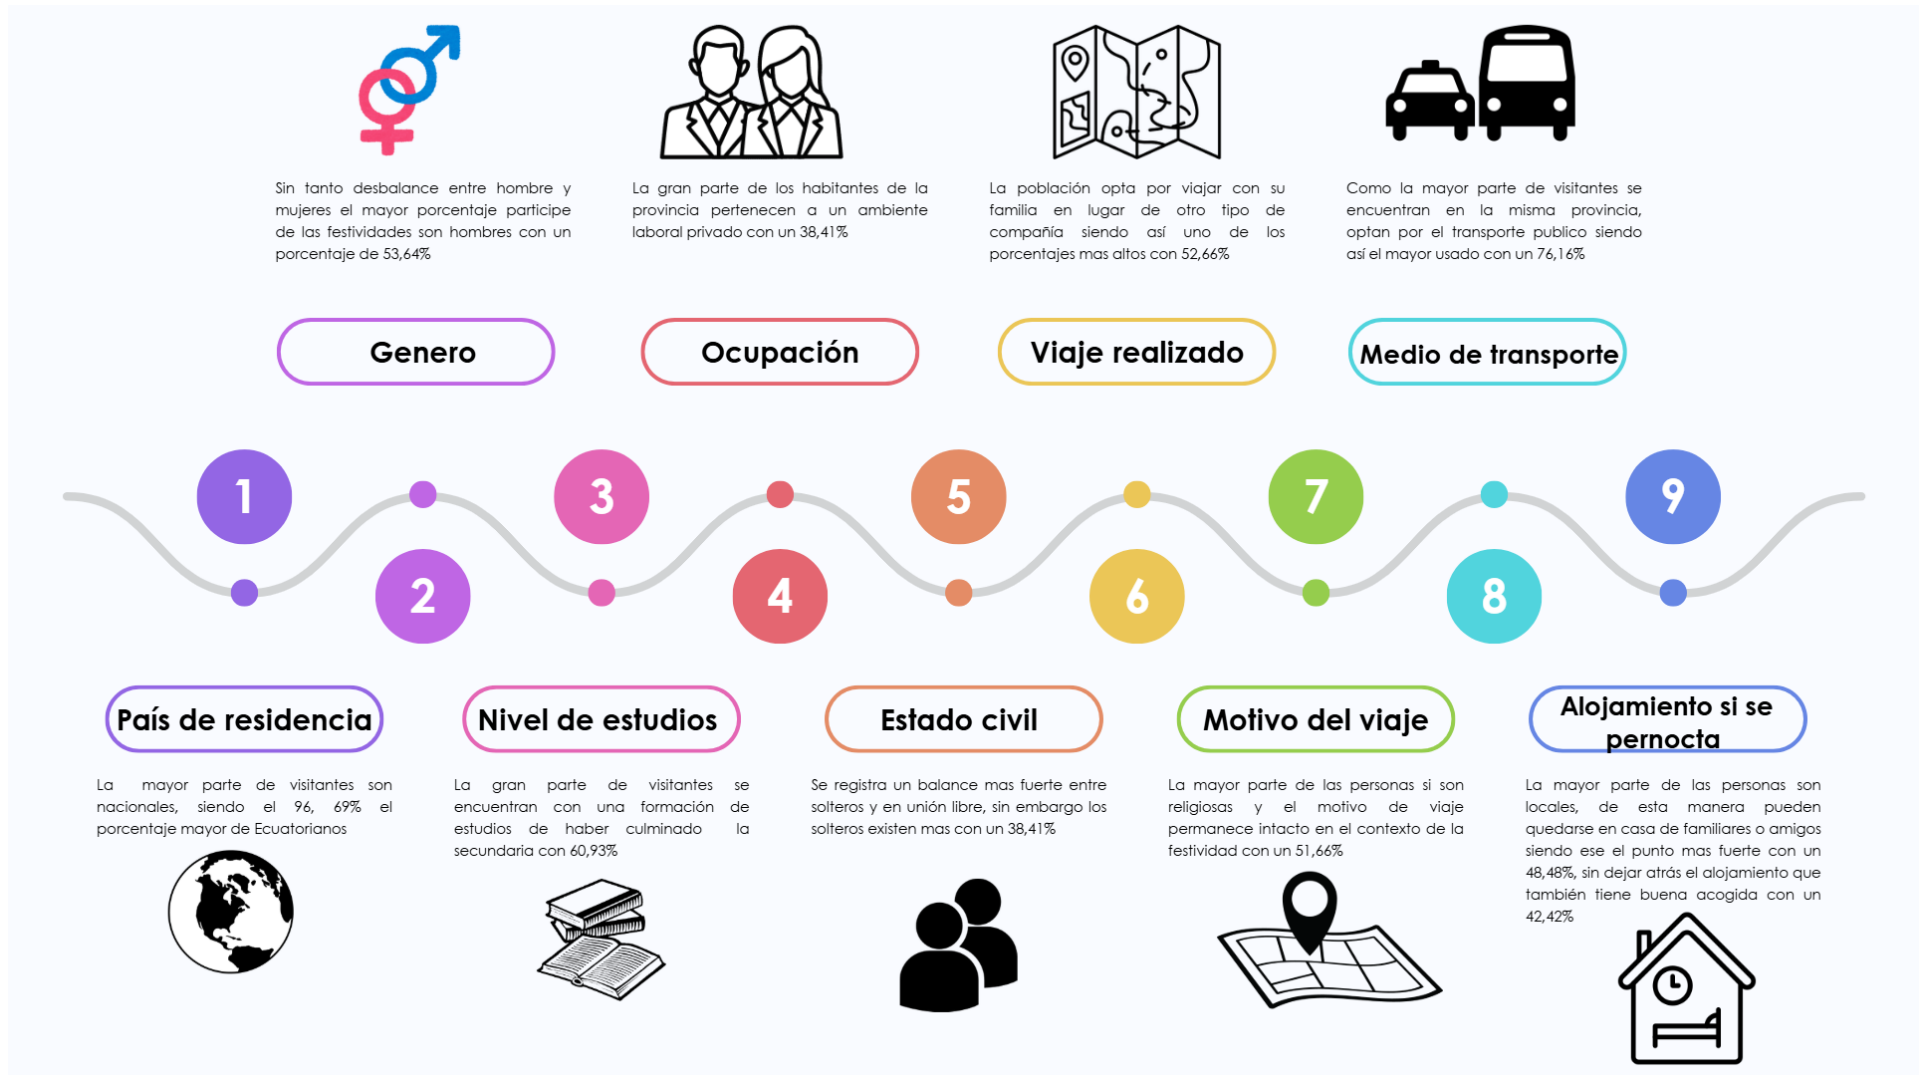 Sin tanto desbalance entre hombre y
mujeres el mayor porcentaje participe
de las festividades son hombres con un
porcentaje de 53,64%
La gran parte de los habitantes de la
provincia pertenecen a un ambiente
laboral privado con un 38,41%
La población opta por viajar con su
familia en lugar de otro tipo de
compañía siendo así uno de los
porcentajes mas altos con 52,66%
Como la mayor parte de visitantes se
encuentran en la misma provincia,
optan por el transporte publico siendo
así el mayor usado con un 76,16%
Genero
Ocupación
Viaje realizado
Medio de transporte
1
2
3
4
5
6
7
8
9
País de residencia
La mayor parte de visitantes son
nacionales, siendo el 96, 69% el
porcentaje mayor de Ecuatorianos
Nivel de estudios
La gran parte de visitantes se
encuentran con una formación de
estudios de haber culminado la
secundaria con 60,93%
Estado civil
Se registra un balance mas fuerte entre
solteros y en unión libre, sin embargo los
solteros existen mas con un 38,41%
Motivo del viaje
La mayor parte de las personas si son
religiosas y el motivo de viaje
permanece intacto en el contexto de la
festividad con un 51,66%
Alojamiento si se
pernocta
La mayor parte de las personas son
locales, de esta manera pueden
quedarse en casa de familiares o amigos
siendo ese el punto mas fuerte con un
48,48%, sin dejar atrás el alojamiento que
también tiene buena acogida con un
42,42%